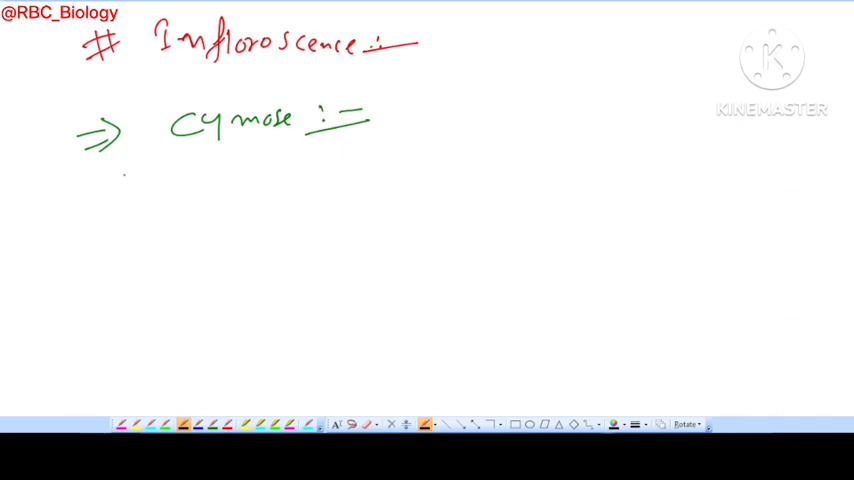 @RBC_Biology
# Infloroscence :-
K
KINEMASTER
⇒ Cymose :-
Rotate